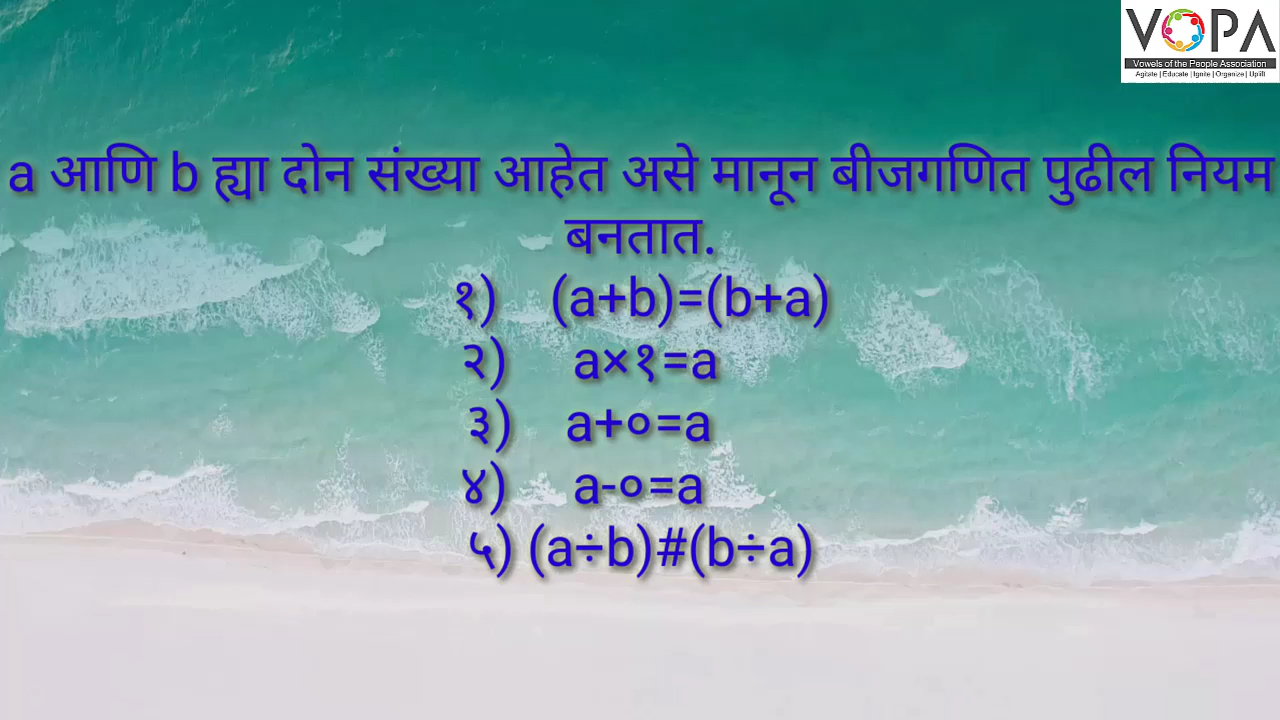 VOPA
Vowels of the People Association
Agitate | Educate | Ignite | Organize | Uplift
a आणि b ह्या दोन संख्या आहेत असे मानून बीजगणित पुढील नियम
बनतात.
१) (a+b)=(b+a)
२) a×१=a
३) a+०=a
४) a-०=a
५) (a÷b)#(b÷a)